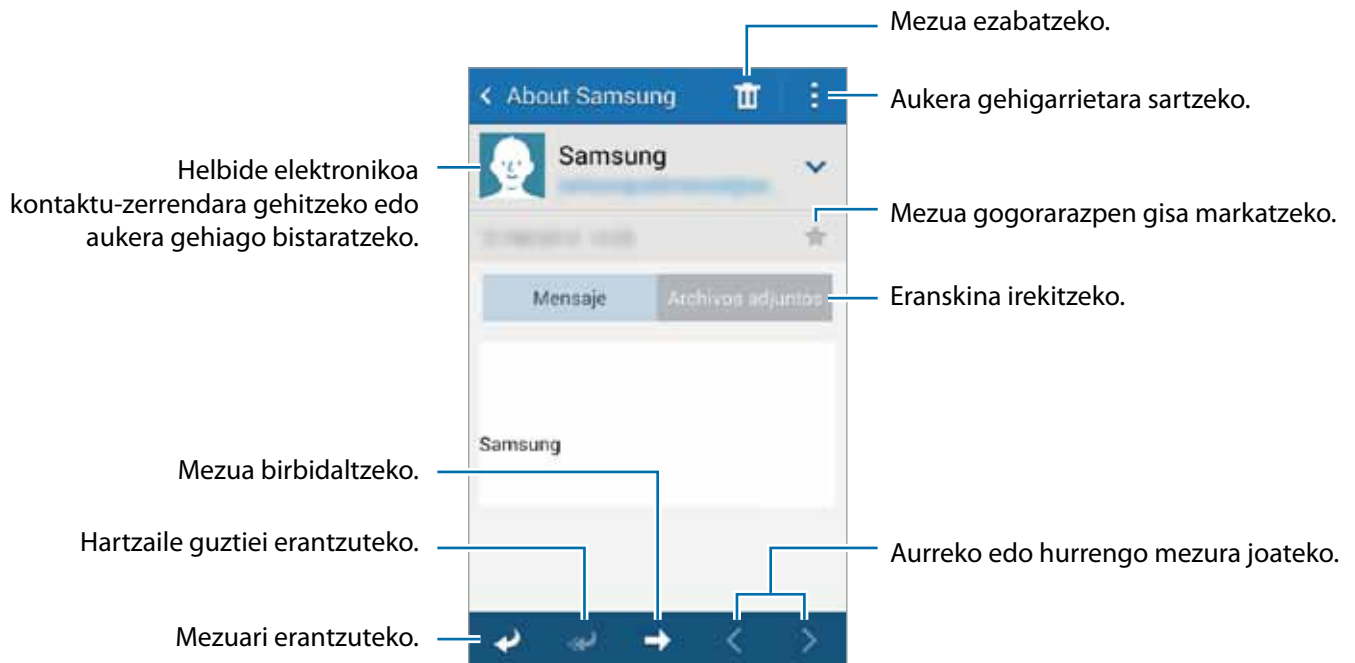 Mezua ezabatzeko.
About Samsung
Aukera gehigarrietara sartzeko.
Samsung
Helbide elektronikoa
kontaktu-zerrendara gehitzeko edo
aukera gehiago bistaratzeko.
Mezua gogorarazpen gisa markatzeko.
Mensaje
Archivos adjuntos
Eranskina irekitzeko.
Samsung
Mezua birbidaltzeko.
Hartzaile guztiei erantzuteko.
Aurreko edo hurrengo mezura joateko.
Mezuari erantzuteko.